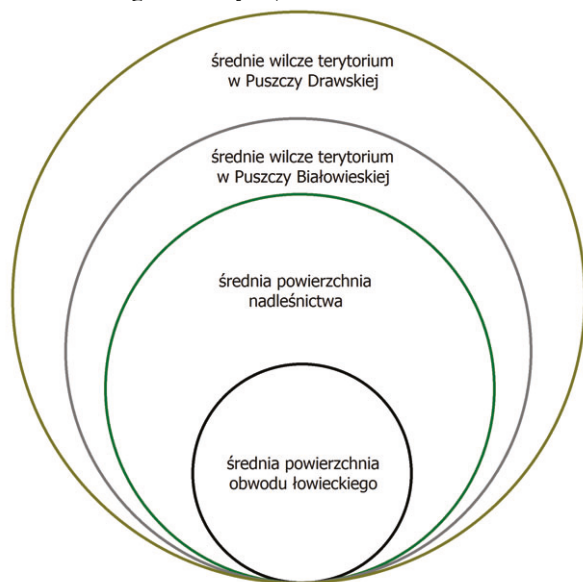 średnie wilcze terytorium
w Puszczy Drawskiej
średnie wilcze terytorium
w Puszczy Białowieskiej
średnia powierzchnia
nadleśnictwa
średnia powierzchnia
obwodu łowieckiego